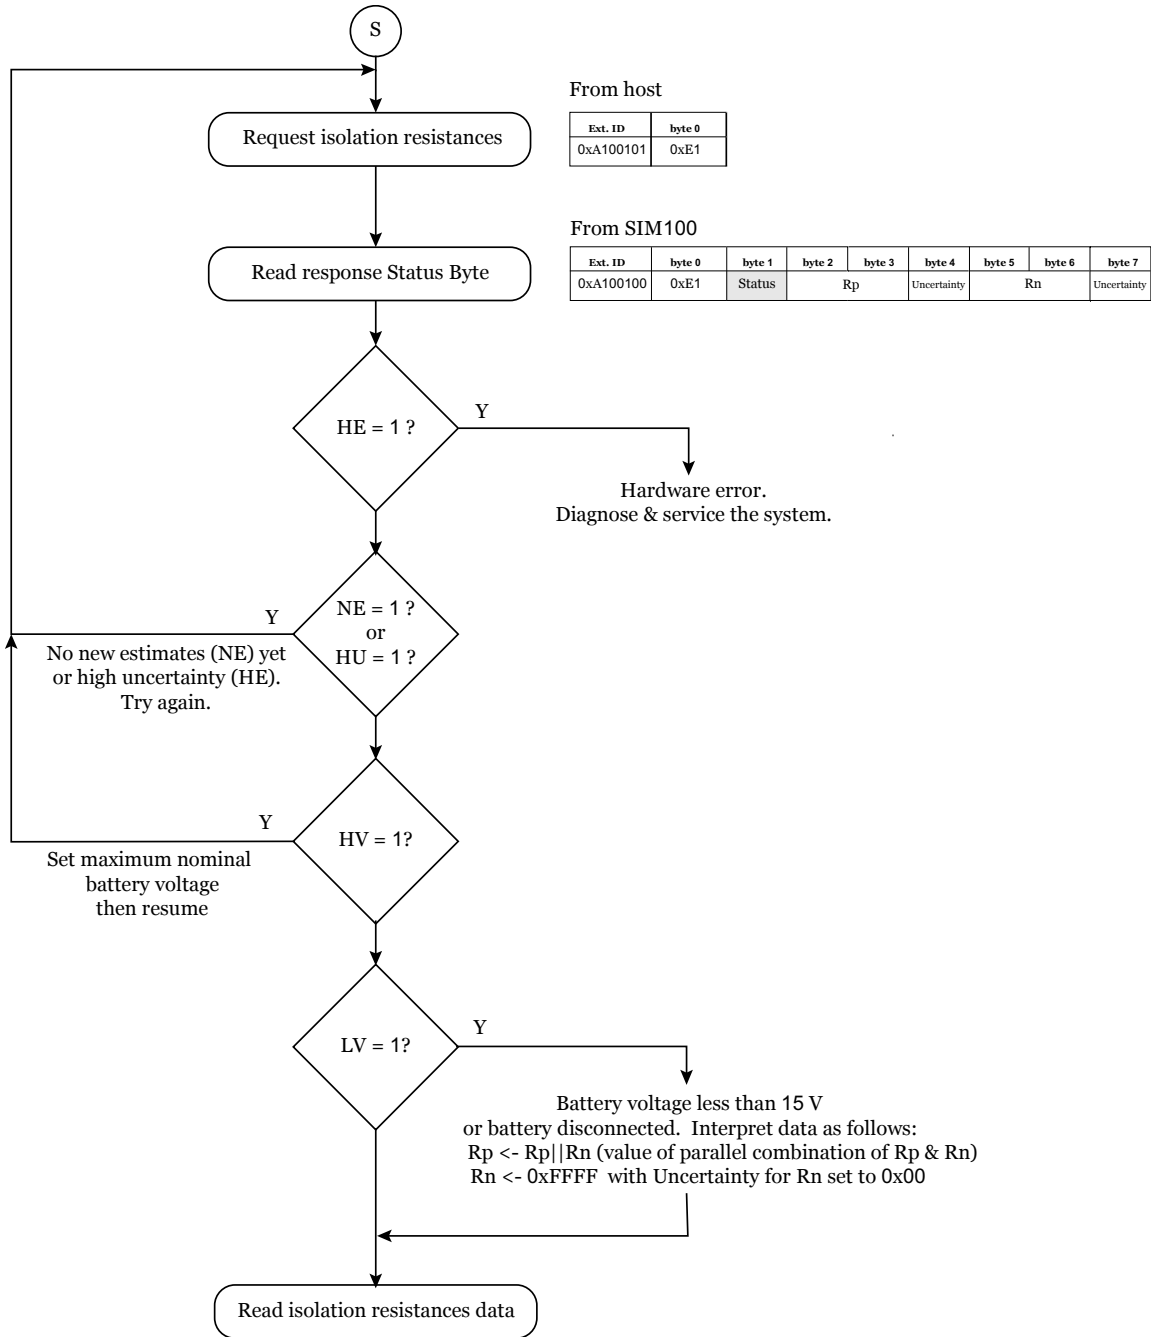 S
From host
Ext. ID byte 0
0xA100101 0xE1
Request isolation resistances
From SIM100
Ext. ID byte 0 byte 1 byte 2 byte 3 byte 4 byte 5 byte 6 byte 7
0xA100100 0xE1 Status Rp Uncertainty Rn Uncertainty
Read response Status Byte
HE = 1 ?
Y
Hardware error.
Diagnose & service the system.
NE = 1 ?
or
HU = 1 ?
Y
No new estimates (NE) yet
or high uncertainty (HE).
Try again.
HV = 1?
Y
Set maximum nominal
battery voltage
then resume
LV = 1?
Y
Battery voltage less than 15 V
or battery disconnected. Interpret data as follows:
Rp <- Rp||Rn (value of parallel combination of Rp & Rn)
Rn <- 0xFFFF with Uncertainty for Rn set to 0x00
Read isolation resistances data